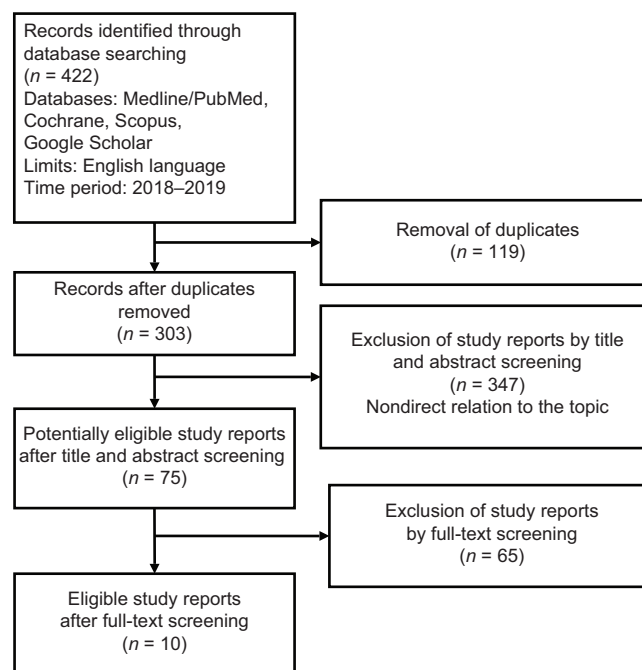 Records identified through
database searching
(n = 422)
Databases: Medline/PubMed,
Cochrane, Scopus,
Google Scholar
Limits: English language
Time period: 2018–2019
Removal of duplicates
(n = 119)
Records after duplicates
removed
(n = 303)
Exclusion of study reports by title
and abstract screening
(n = 347)
Nondirect relation to the topic
Potentially eligible study reports
after title and abstract screening
(n = 75)
Exclusion of study reports
by full-text screening
(n = 65)
Eligible study reports
after full-text screening
(n = 10)